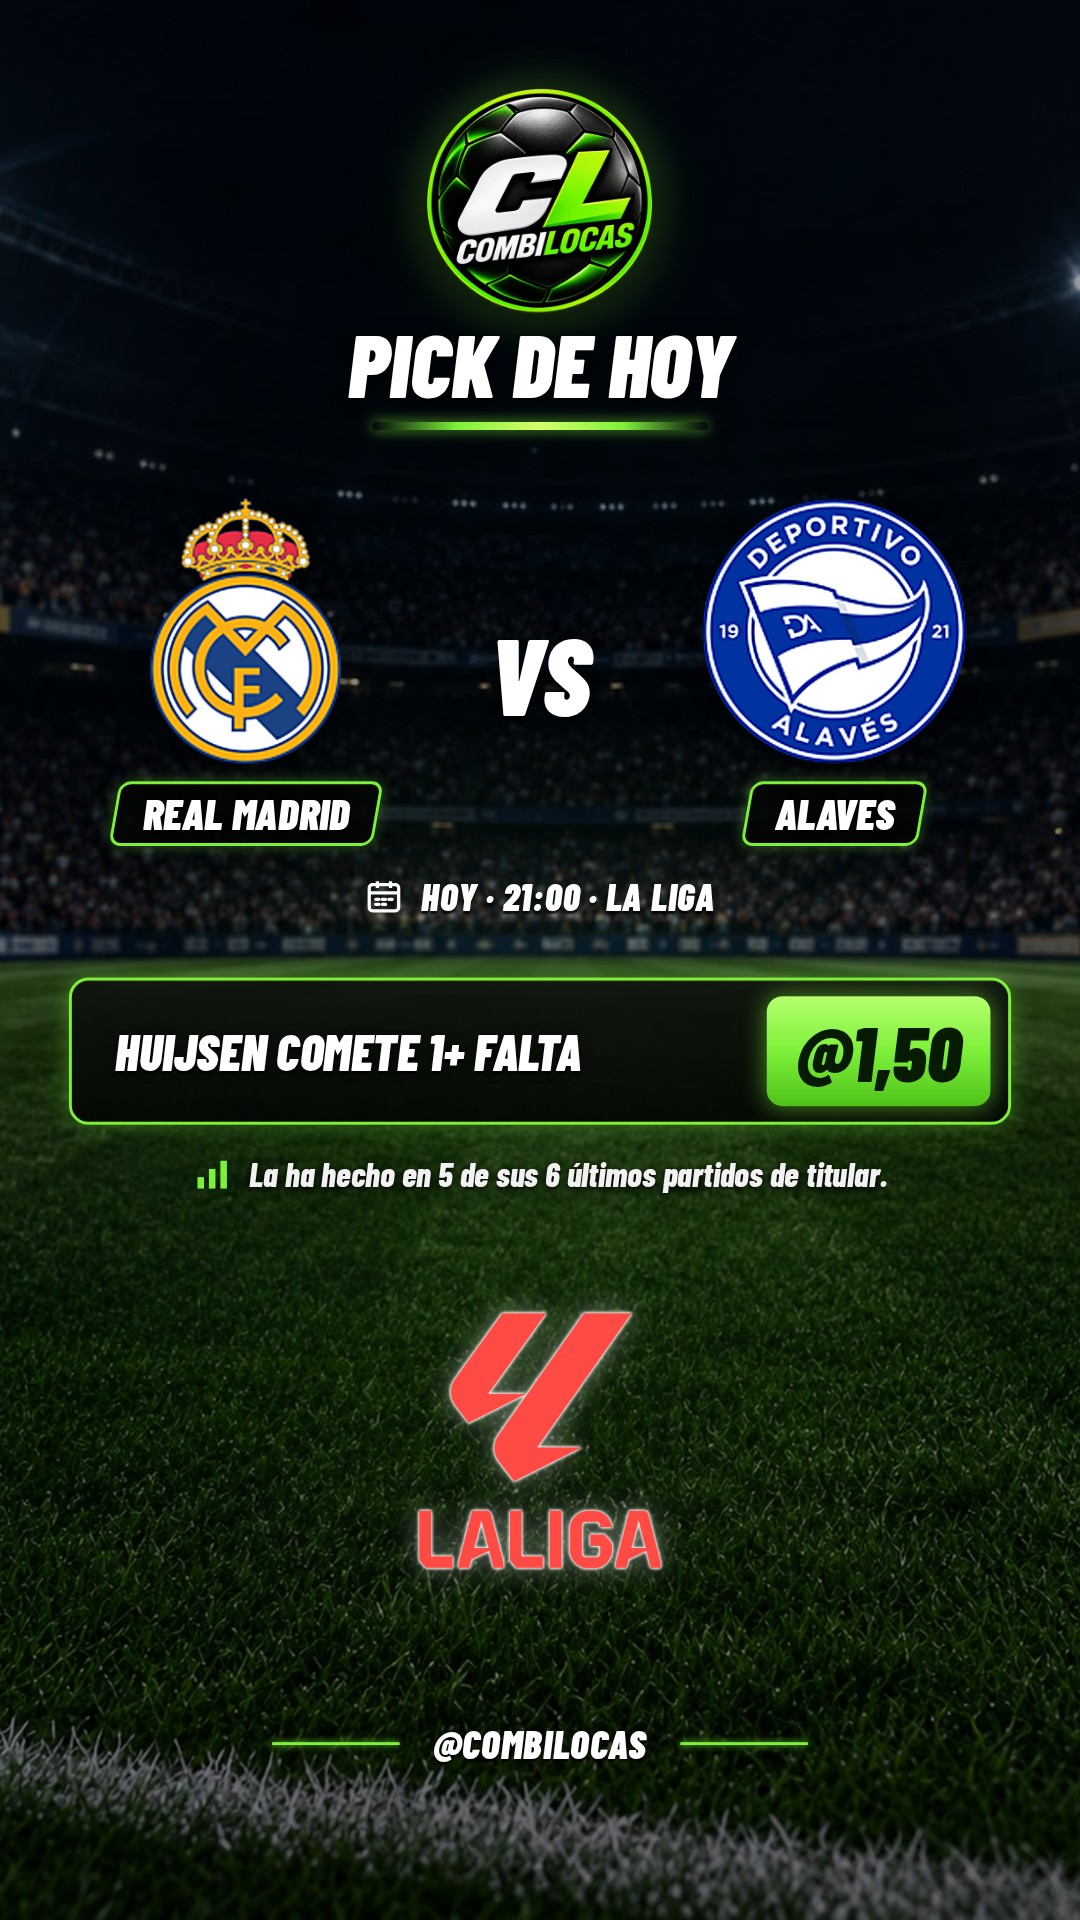 CL
COMBILOCAS
PICK DE HOY
DEPORTIVO
19 DA 21
ALAVÉS
VS
REAL MADRID
ALAVES
HOY · 21:00 · LA LIGA
HUIJSEN COMETE 1+ FALTA
@1,50
La ha hecho en 5 de sus 6 últimos partidos de titular.
LALIGA
@COMBILOCAS